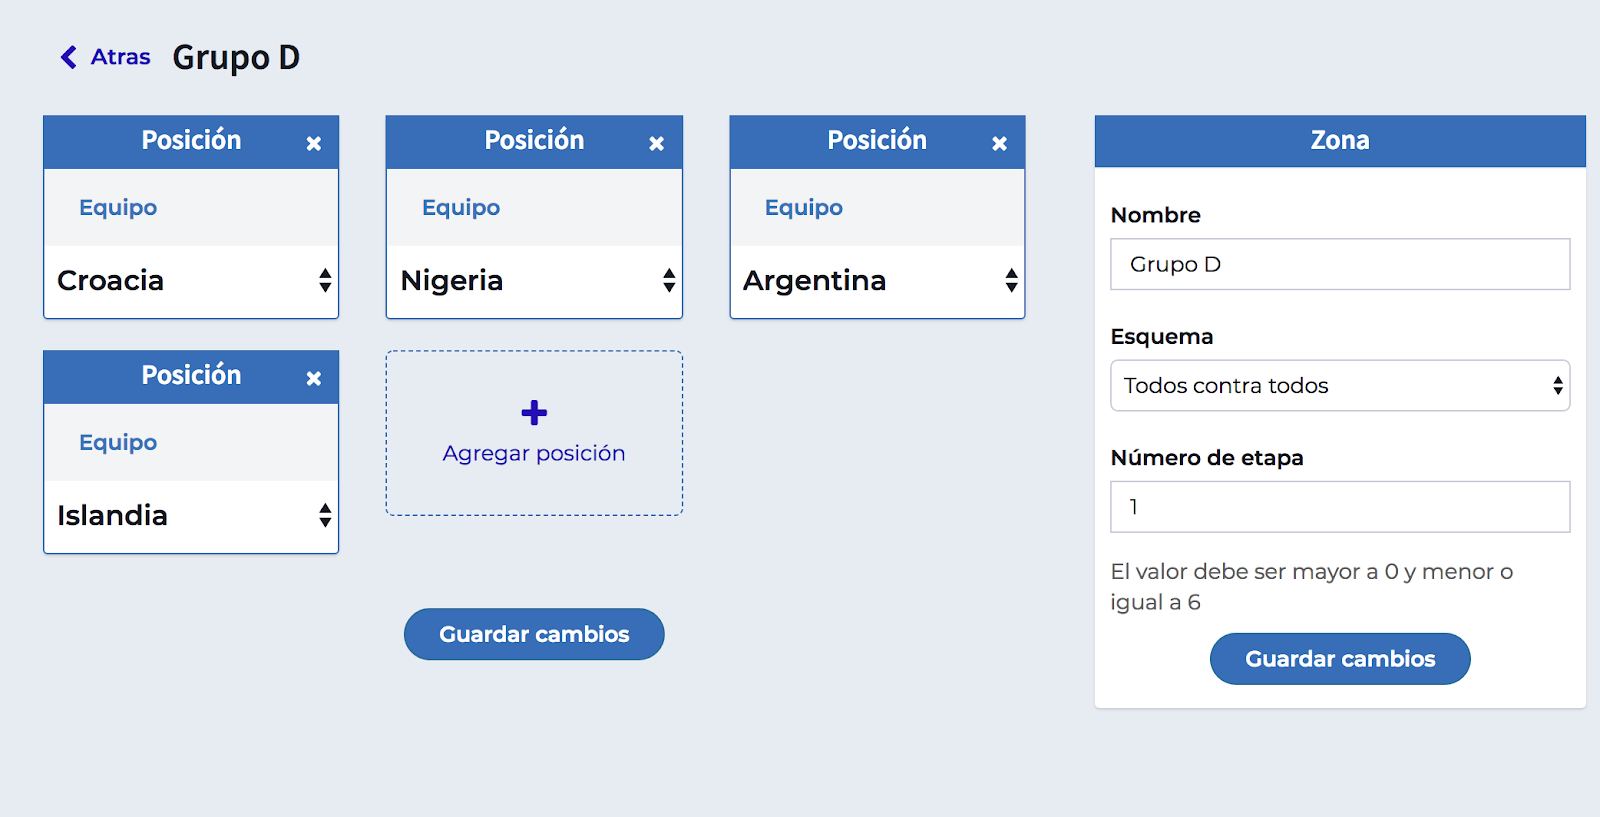 Atras Grupo D
Posición
Equipo
Croacia
Posición
Equipo
Nigeria
Posición
Equipo
Argentina
Posición
Equipo
Islandia
Agregar posición
Guardar cambios
Zona
Nombre
Grupo D
Esquema
Todos contra todos
Número de etapa
1
El valor debe ser mayor a 0 y menor o
igual a 6
Guardar cambios